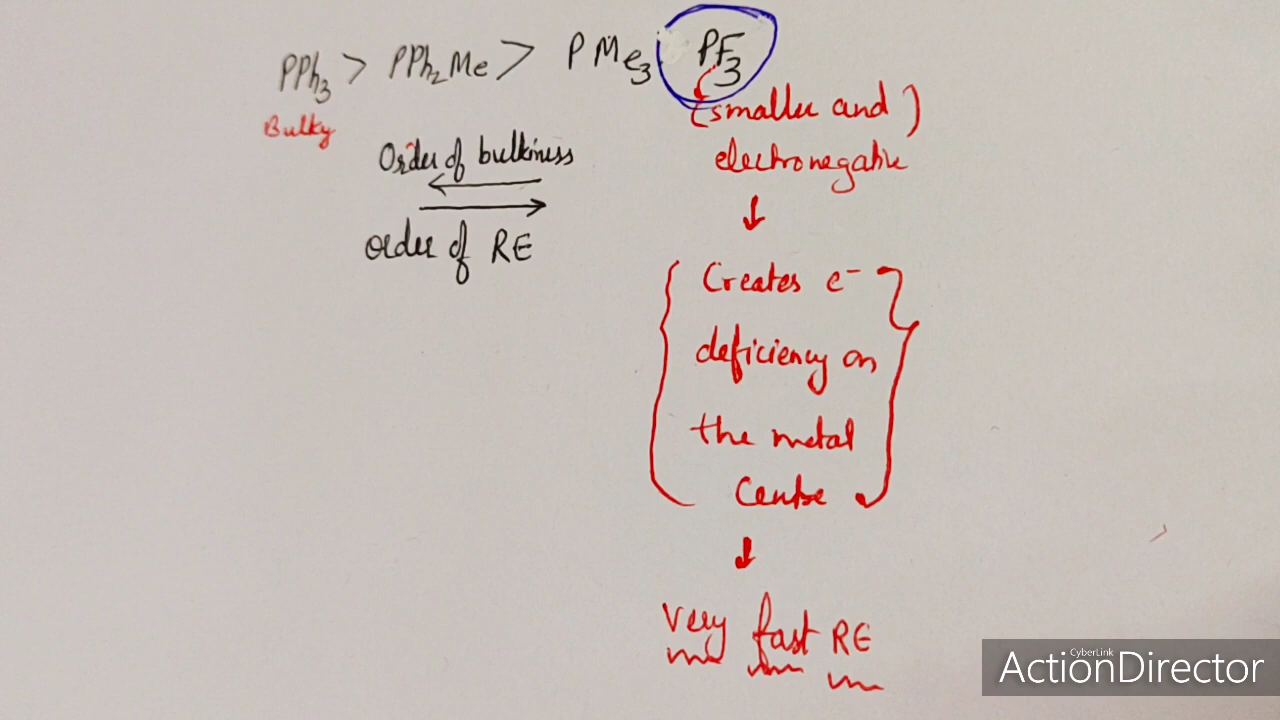 PPh₃ > PPh₂Me > PMe₃ PF₃
Bulky
(smaller and)
electronegative
Order of bulkiness
←
→
order of RE
↓
{ Creates e⁻ }
deficiency on
the metal
Centre
↓
very fast RE
CyberLink
ActionDirector